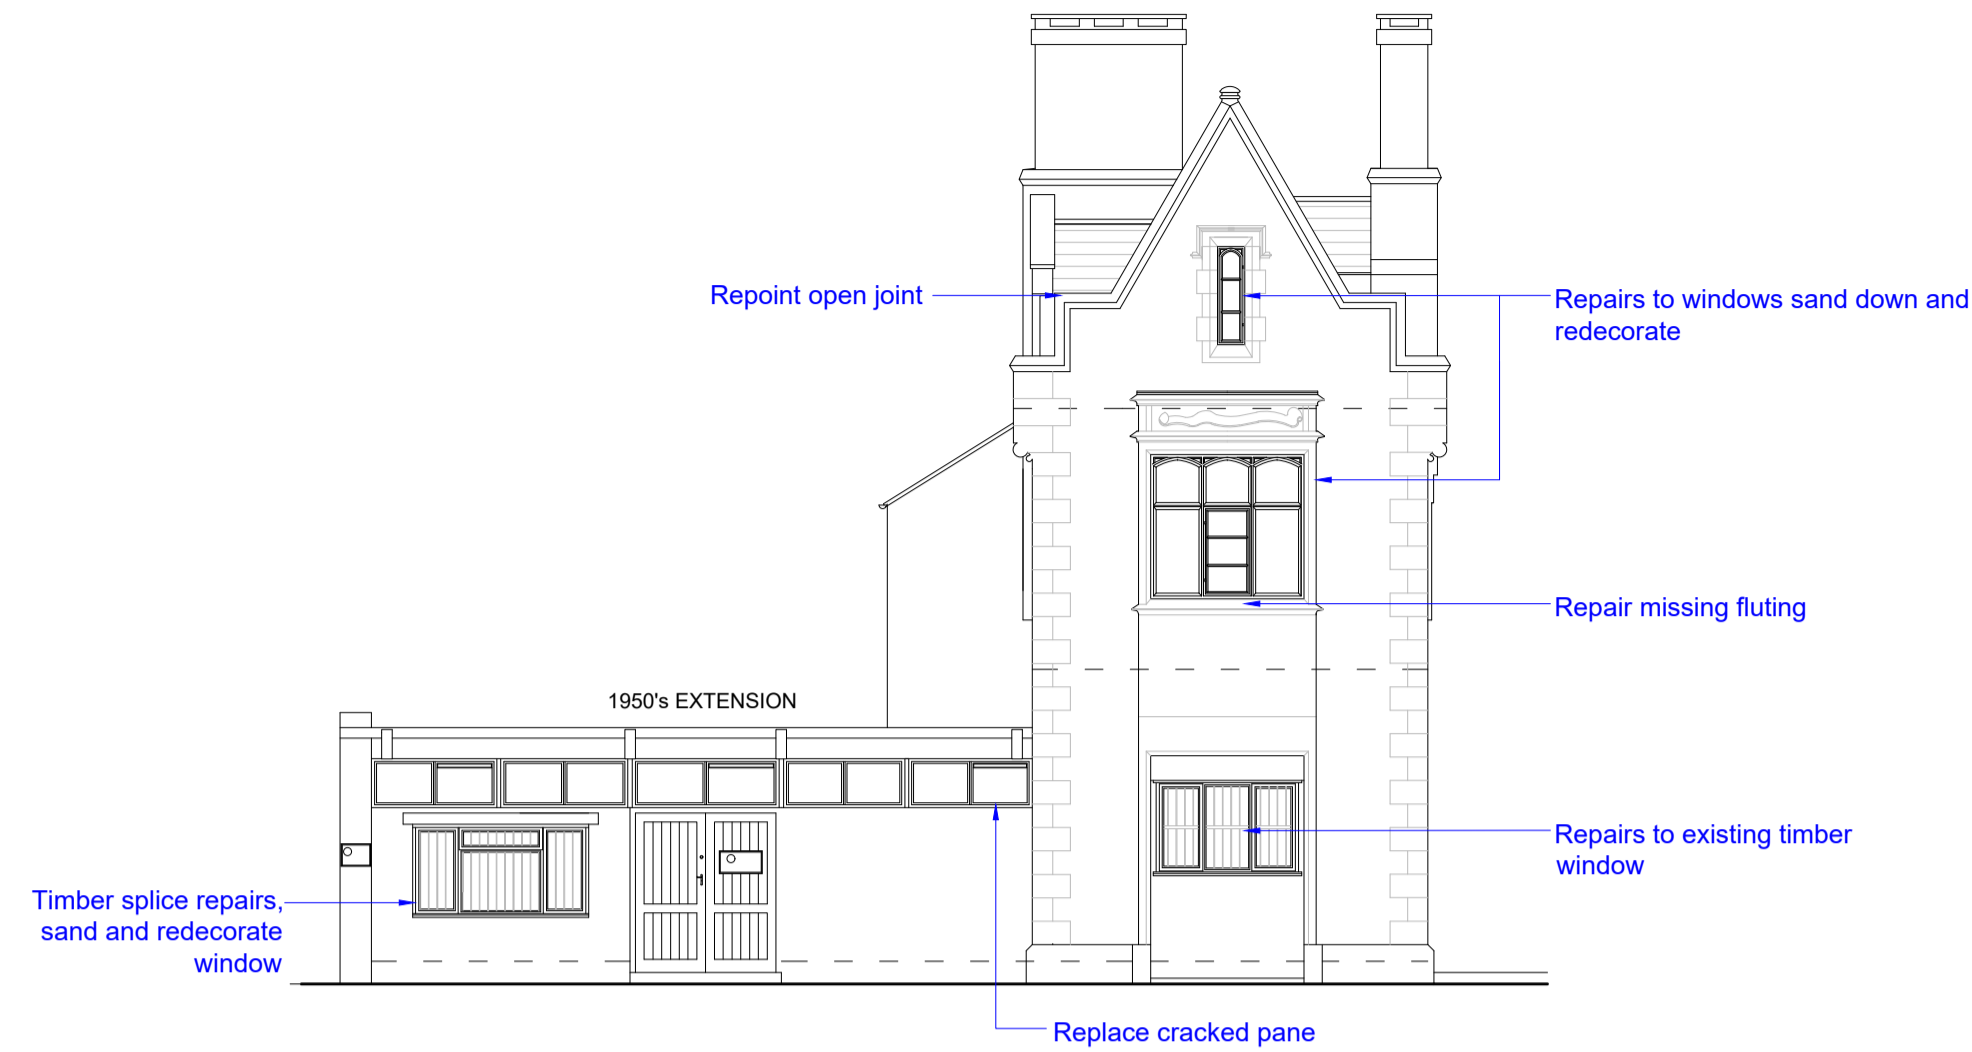 Repoint open joint
Repairs to windows sand down and
redecorate
Repair missing fluting
1950's EXTENSION
Repairs to existing timber
window
Timber splice repairs,
sand and redecorate
window
Replace cracked pane